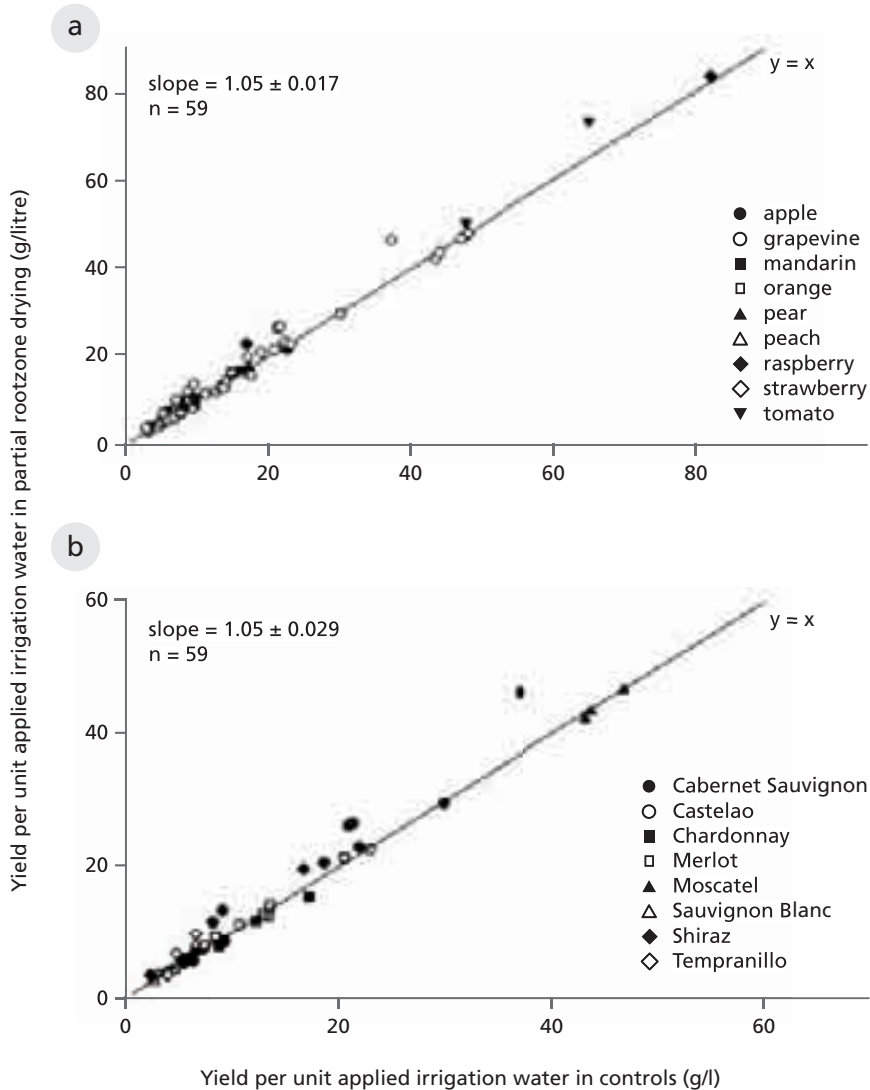 a
slope = 1.05 ± 0.017
n = 59
y = x
80
60
40
20
0
0 20 40 60 80
apple
grapevine
mandarin
orange
pear
peach
raspberry
strawberry
tomato
Yield per unit applied irrigation water in partial rootzone drying (g/litre)
b
slope = 1.05 ± 0.029
n = 59
y = x
60
40
20
0
0 20 40 60
Cabernet Sauvignon
Castelao
Chardonnay
Merlot
Moscatel
Sauvignon Blanc
Shiraz
Tempranillo
Yield per unit applied irrigation water in controls (g/l)